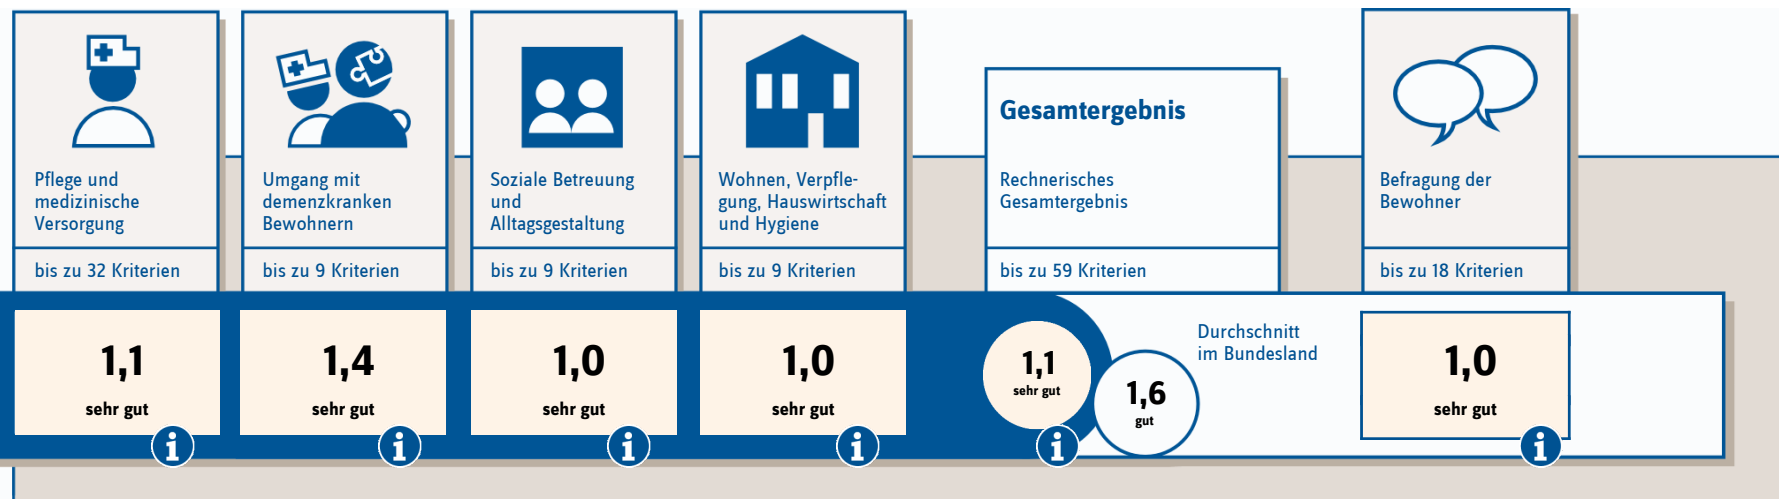 Pflege und
medizinische
Versorgung
bis zu 32 Kriterien
1,1
sehr gut
i
Umgang mit
demenzkranken
Bewohnern
bis zu 9 Kriterien
1,4
sehr gut
i
Soziale Betreuung
und
Alltagsgestaltung
bis zu 9 Kriterien
1,0
sehr gut
i
Wohnen, Verpfle-
gung, Hauswirtschaft
und Hygiene
bis zu 9 Kriterien
1,0
sehr gut
i
Gesamtergebnis
Rechnerisches
Gesamtergebnis
bis zu 59 Kriterien
1,1
sehr gut
i
1,6
gut
Durchschnitt
im Bundesland
Befragung der
Bewohner
bis zu 18 Kriterien
1,0
sehr gut
i